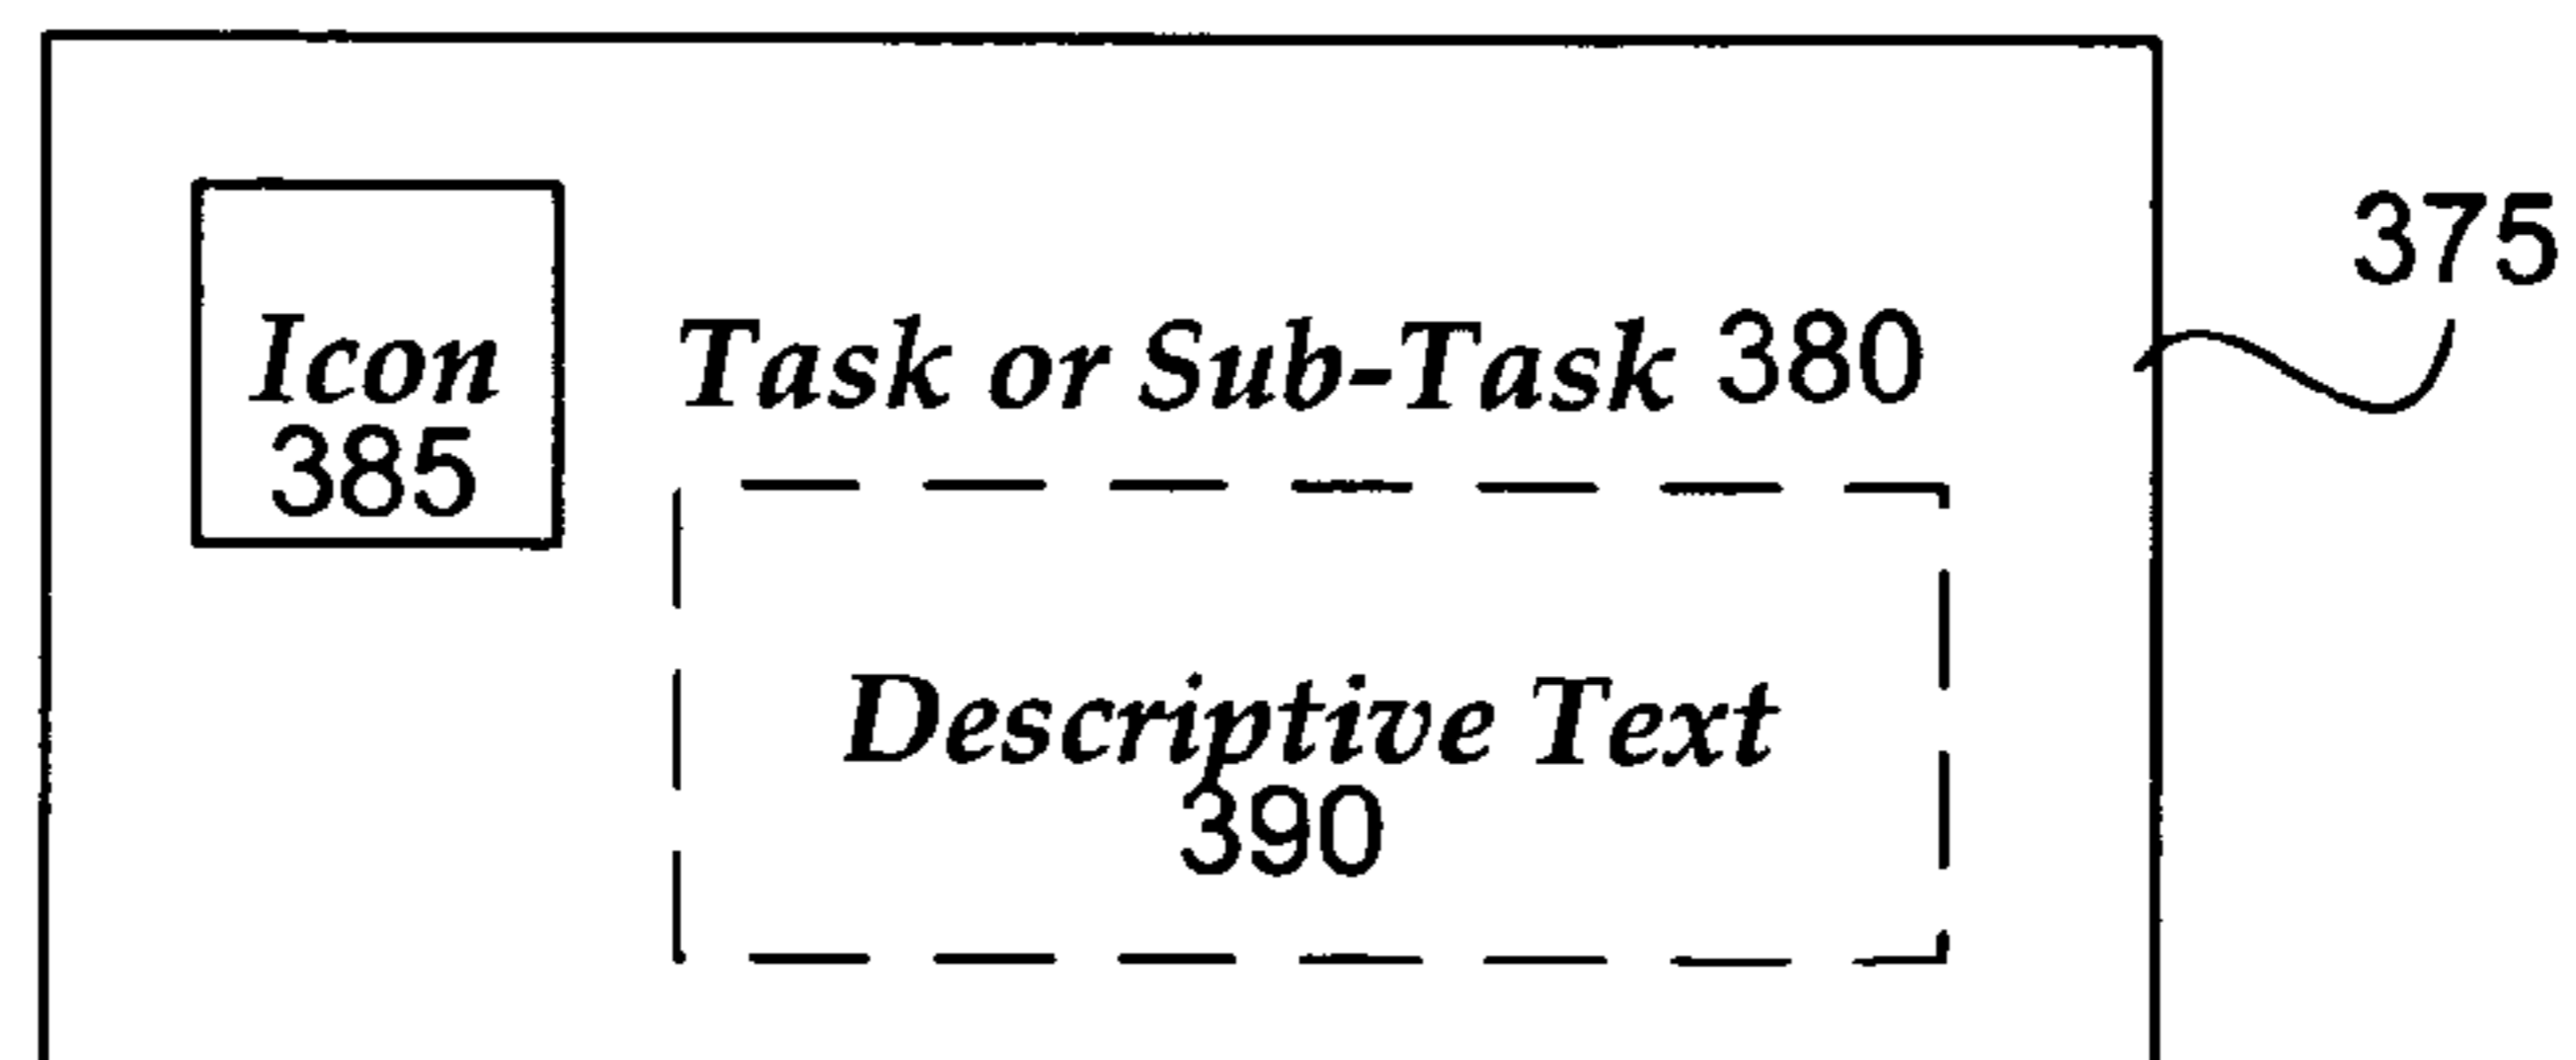 375
Icon
385
Task or Sub-Task 380
Descriptive Text
390